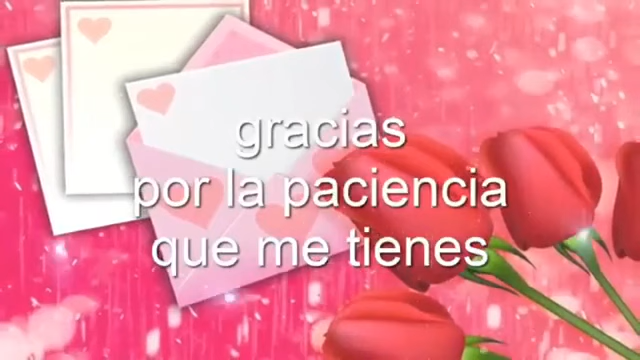 gracias
por la paciencia
que me tienes